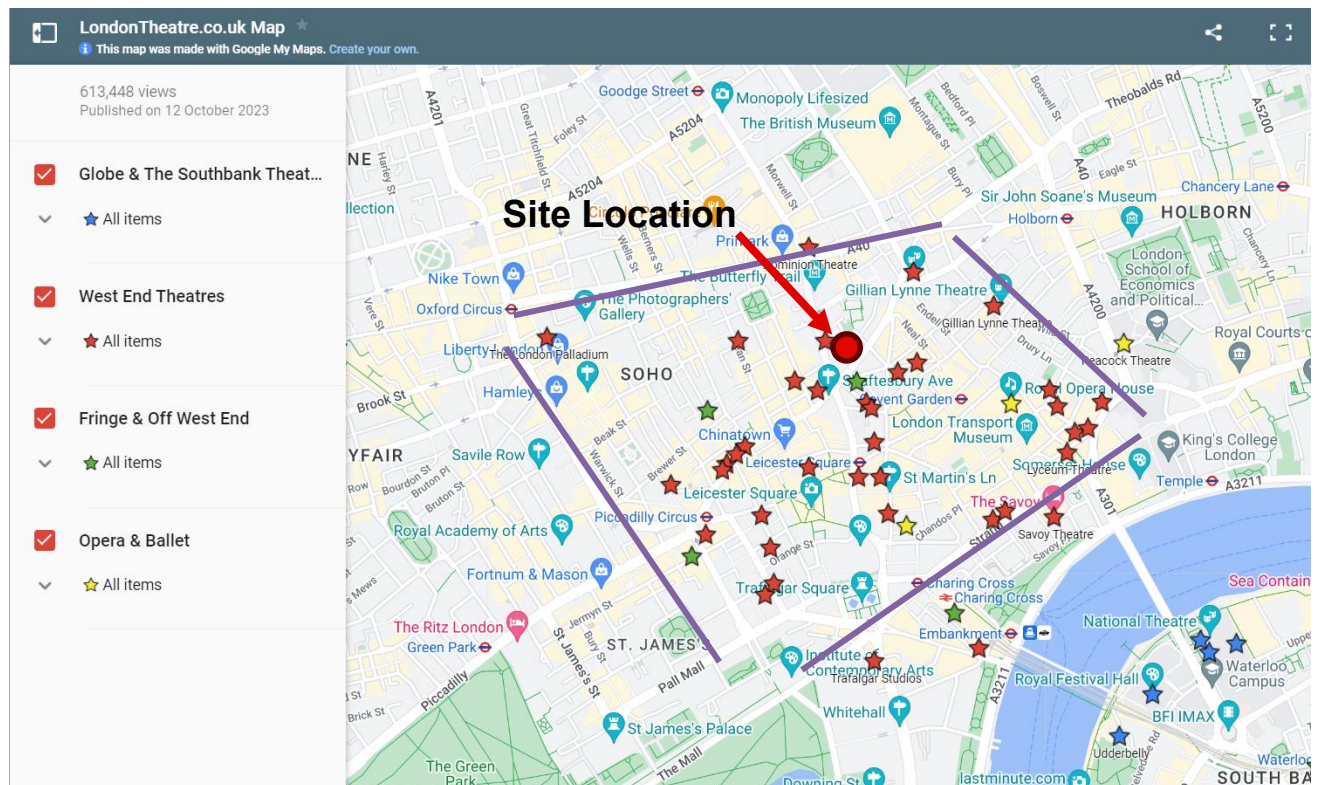 LondonTheatre.co.uk Map
This map was made with Google My Maps. Create your own.
613,448 views
Published on 12 October 2023
Globe & The Southbank Theat...
All items
West End Theatres
All items
Fringe & Off West End
All items
Opera & Ballet
All items
Site Location
Goodge Street
Monopoly Lifesized
The British Museum
Theobalds Rd
Boswell St
Bedford Pl
Montague St
A4201
Great Titchfield St
Foley St
A5204
A5200
NE
Harley St
A5204
Morwell St
Bury Pl
A40
Eagle St
Chancery Lane
Sir John Soane's Museum
Holborn
HOLBORN
Chancery Ln
llection
Wells St
Berners St
A40
Dominion Theatre
The Butterfly Trail
London School of Economics and Political...
Nike Town
Vere St
Oxford Circus
The Photographers' Gallery
Gillian Lynne Theatre
Gillian Lynne Theatre
Endell St
Neal St
Drury Ln
A4200
Royal Courts o
Peacock Theatre
Liberty London
The London Palladium
SOHO
Hamleys
Brook St
Shaftesbury Ave
Covent Garden
Royal Opera House
London Transport Museum
Beak St
Chinatown
Brewer St
Warwick St
Leicester Square
Leicester Square
King's College London
YFAIR
Savile Row
Row
Bourdon St
Bruton Pl
Bruton St
St Martin's Ln
Somerset House
Lyceum Theatre
Temple
A3211
A301
The Savoy
Savoy Theatre
Strand
Chandos Pl
Royal Academy of Arts
Piccadilly Circus
Orange St
Fortnum & Mason
Mews
Trafalgar Square
Charing Cross
Charing Cross
Sea Contain
National Theatre
Upper
Embankment
The Ritz London
Green Park
Jermyn St
Bury St
St James's St
ST. JAMES'S
Pall Mall
Institute of Contemporary Arts
Trafalgar Studios
A3211
Royal Festival Hall
Waterloo Campus
BFI IMAX
Piccadilly
Brick St
Whitehall
St James's Palace
Udderbelly
Waterloo
The Green Park
The Mall
Downing St
lastminute.com
SOUTH BA